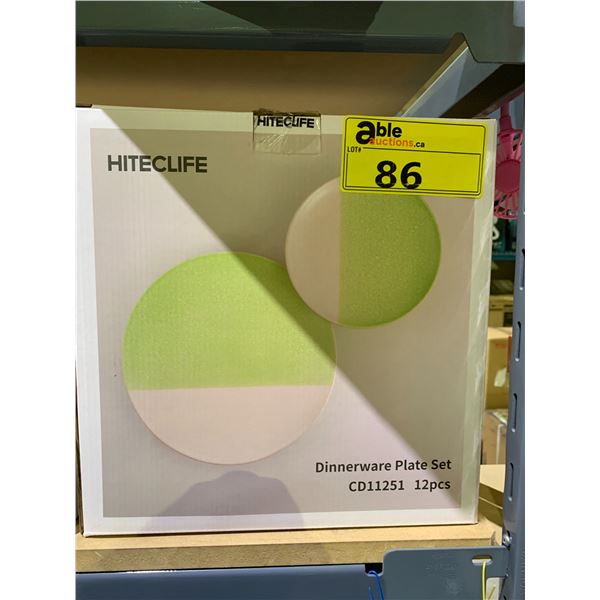 HITECLIFE
able
auctions.ca
LOT#
86
HITECLIFE
Dinnerware Plate Set
CD11251 12pcs